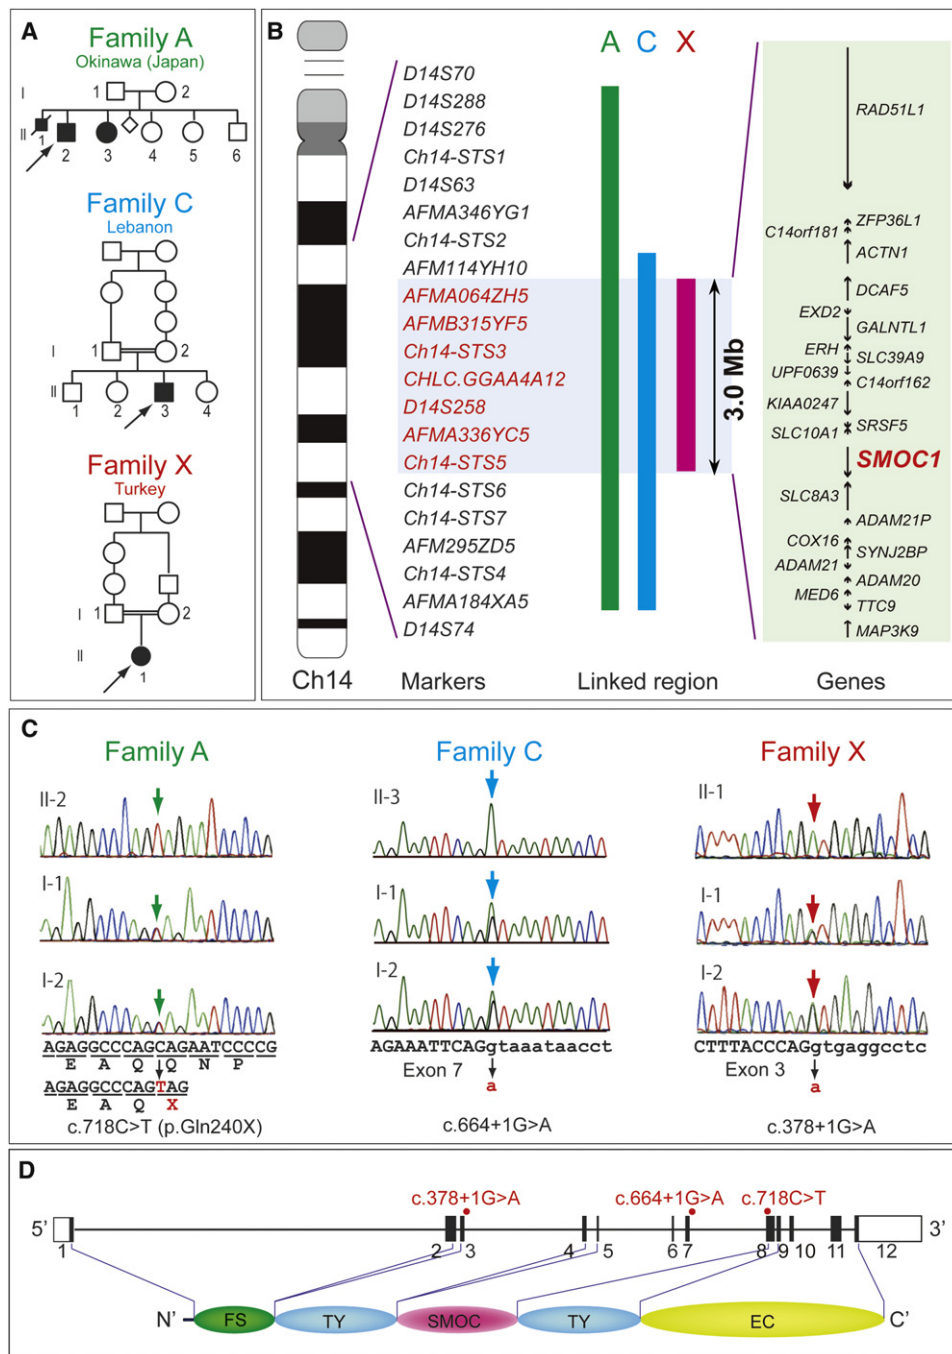 A
Family A
Okinawa (Japan)
I
1
2
II
1
2
3
4
5
6
Family C
Lebanon
I
1
2
II
1
2
3
4
Family X
Turkey
I
1
2
II
1
B
A C X
D14S70
D14S288
D14S276
Ch14-STS1
D14S63
AFMA346YG1
Ch14-STS2
AFM114YH10
AFMA064ZH5
AFMB315YF5
Ch14-STS3
CHLC.GGAA4A12
D14S258
AFMA336YC5
Ch14-STS5
Ch14-STS6
Ch14-STS7
AFM295ZD5
Ch14-STS4
AFMA184XA5
D14S74
3.0 Mb
RAD51L1
ZFP36L1
C14orf181
ACTN1
DCAF5
EXD2
GALNTL1
ERH
SLC39A9
UPF0639
C14orf162
KIAA0247
SRSF5
SLC10A1
SMOC1
SLC8A3
ADAM21P
COX16
SYNJ2BP
ADAM21
ADAM20
MED6
TTC9
MAP3K9
Ch14 Markers Linked region Genes
C
Family A
II-2
I-1
I-2
AGAGGCCCAGCAGAATCCCCG
E A Q Q N P
AGAGGCCCAGTAG
E A Q X
c.718C>T (p.Gln240X)
Family C
II-3
I-1
I-2
AGAAATTCAGgtaaataacct
Exon 7
a
c.664+1G>A
Family X
II-1
I-1
I-2
CTTTACCCAGgtgaggcctc
Exon 3
a
c.378+1G>A
D
c.378+1G>A c.664+1G>A c.718C>T
5' 3'
1 2 3 4 5 6 7 8 9 10 11 12
N' FS TY SMOC TY EC C'